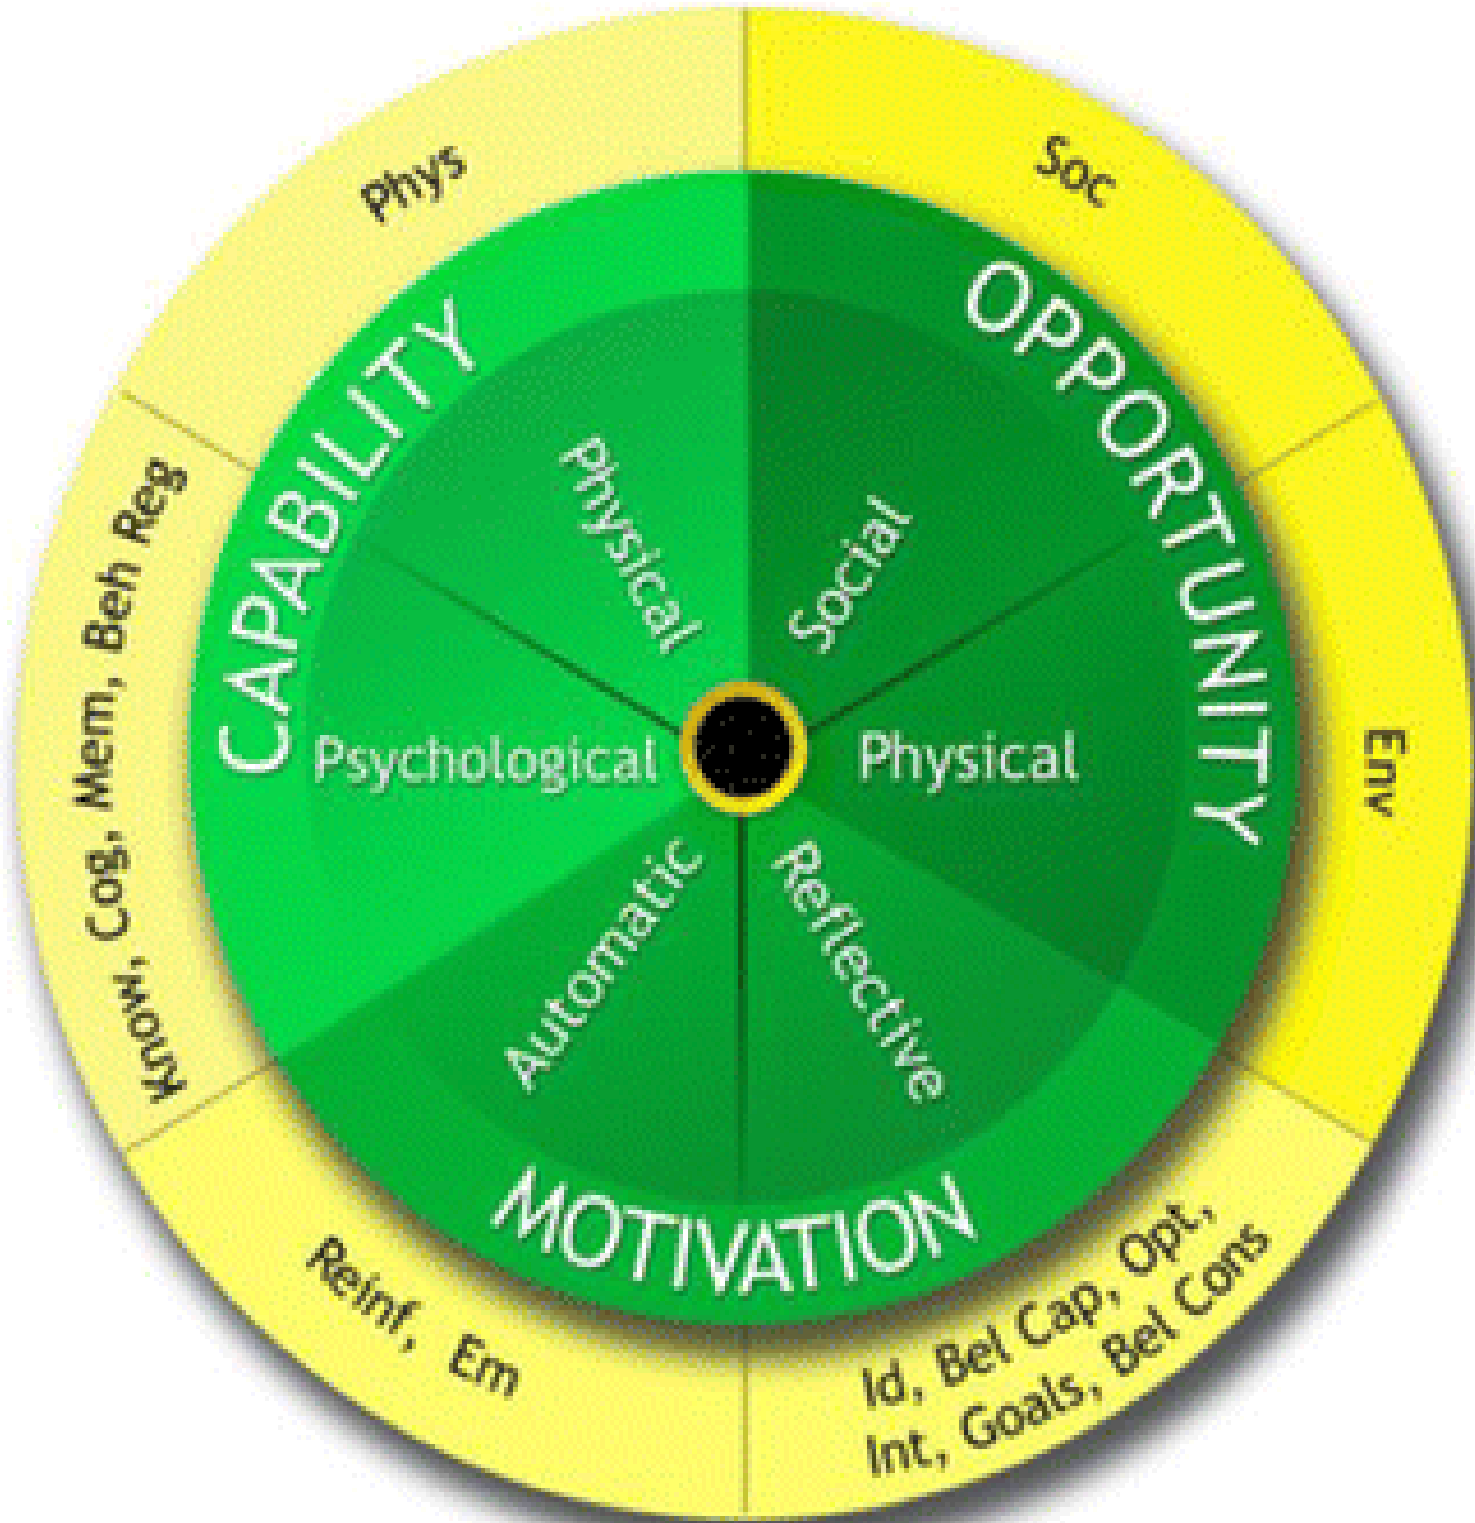 Phys
Soc
CAPABILITY
OPPORTUNITY
Physical
Social
Know, Cog, Mem, Beh Reg
Psychological
Physical
Env
Automatic
Reflective
MOTIVATION
Reinf, Em
Id, Bel Cap, Opt,
Int, Goals, Bel Cons